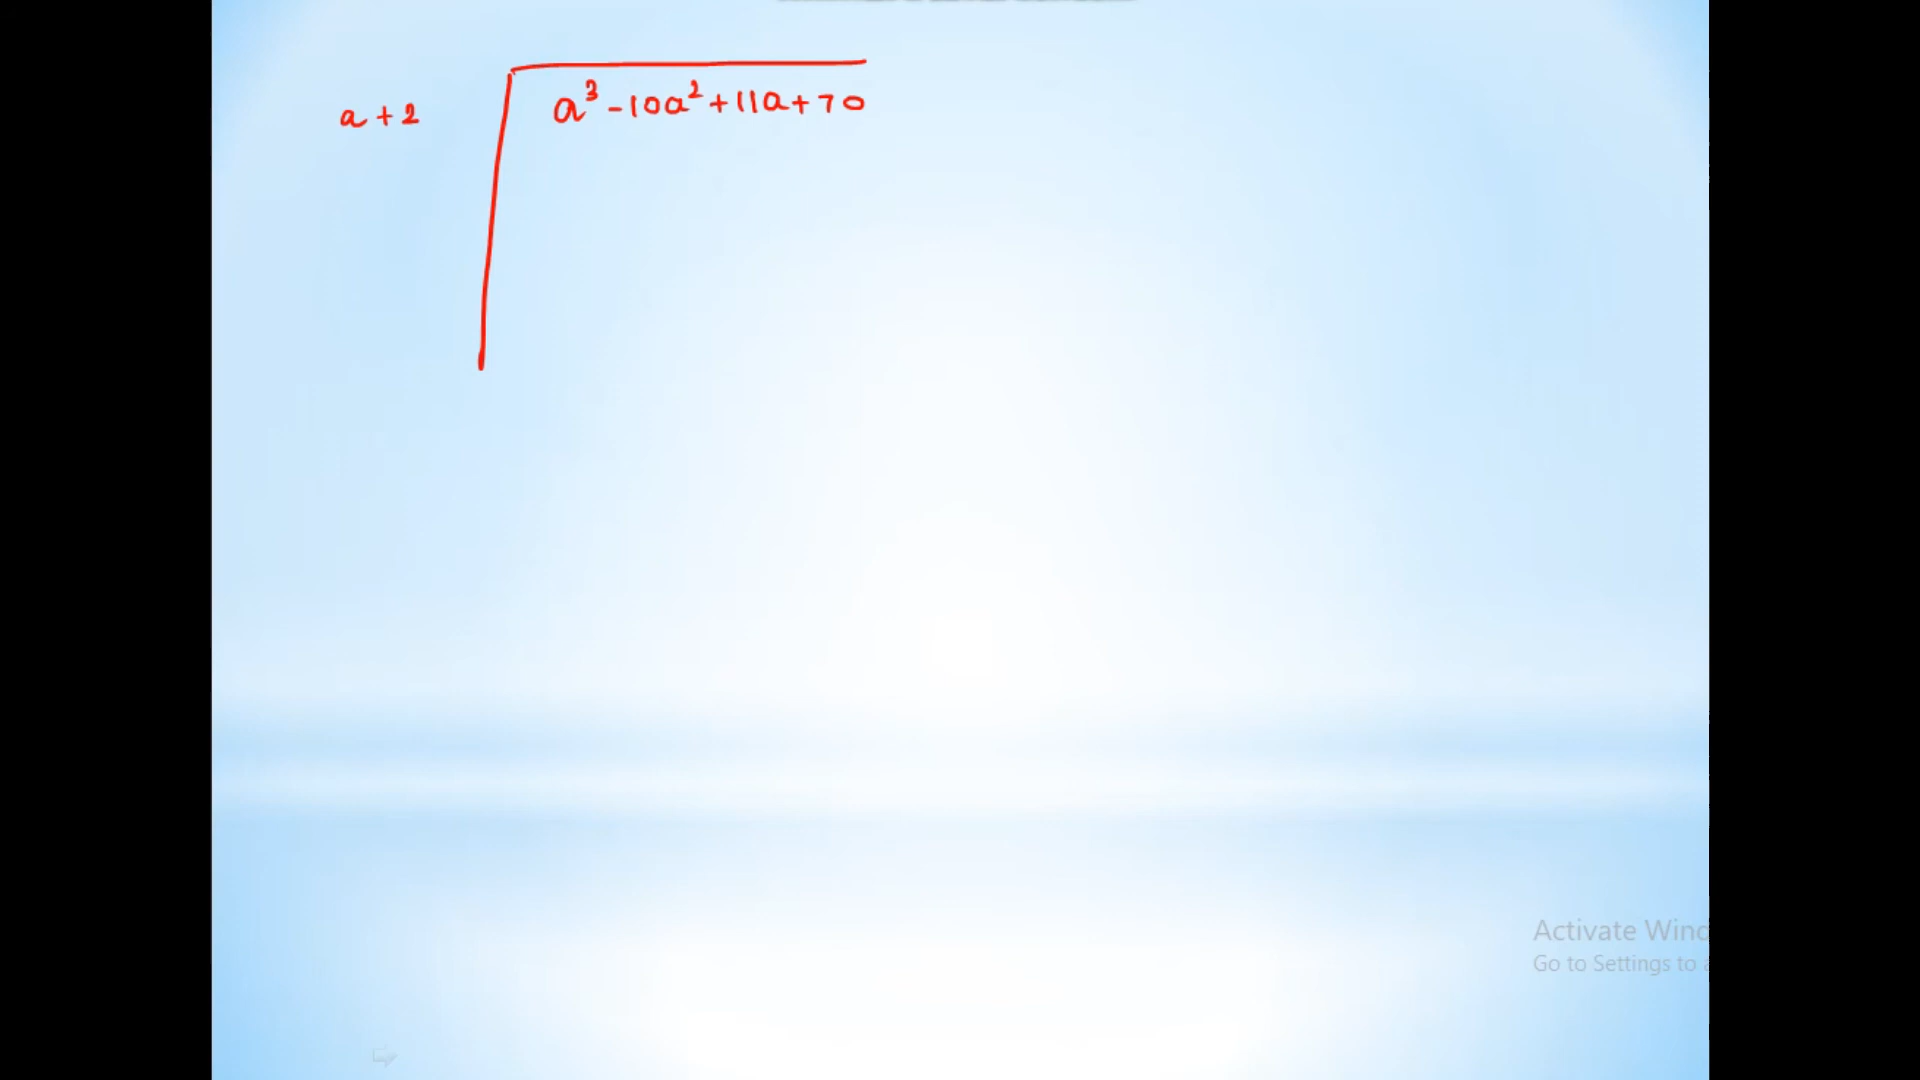 a + 2
a³ - 10a² + 11a + 70
Activate Wind
Go to Settings to a